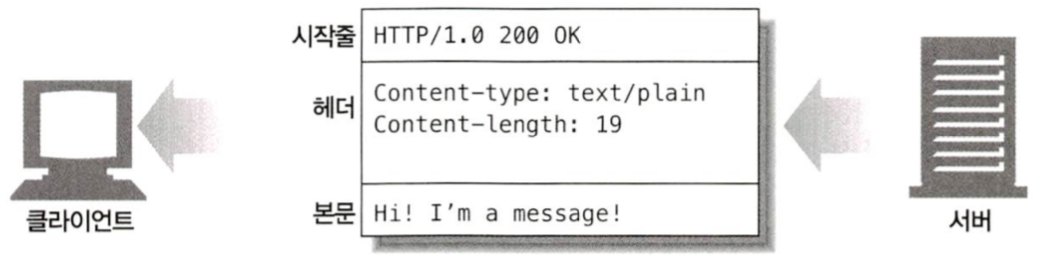 시작줄 HTTP/1.0 200 OK
헤더 Content-type: text/plain
Content-length: 19
본문 Hi! I'm a message!
클라이언트
서버